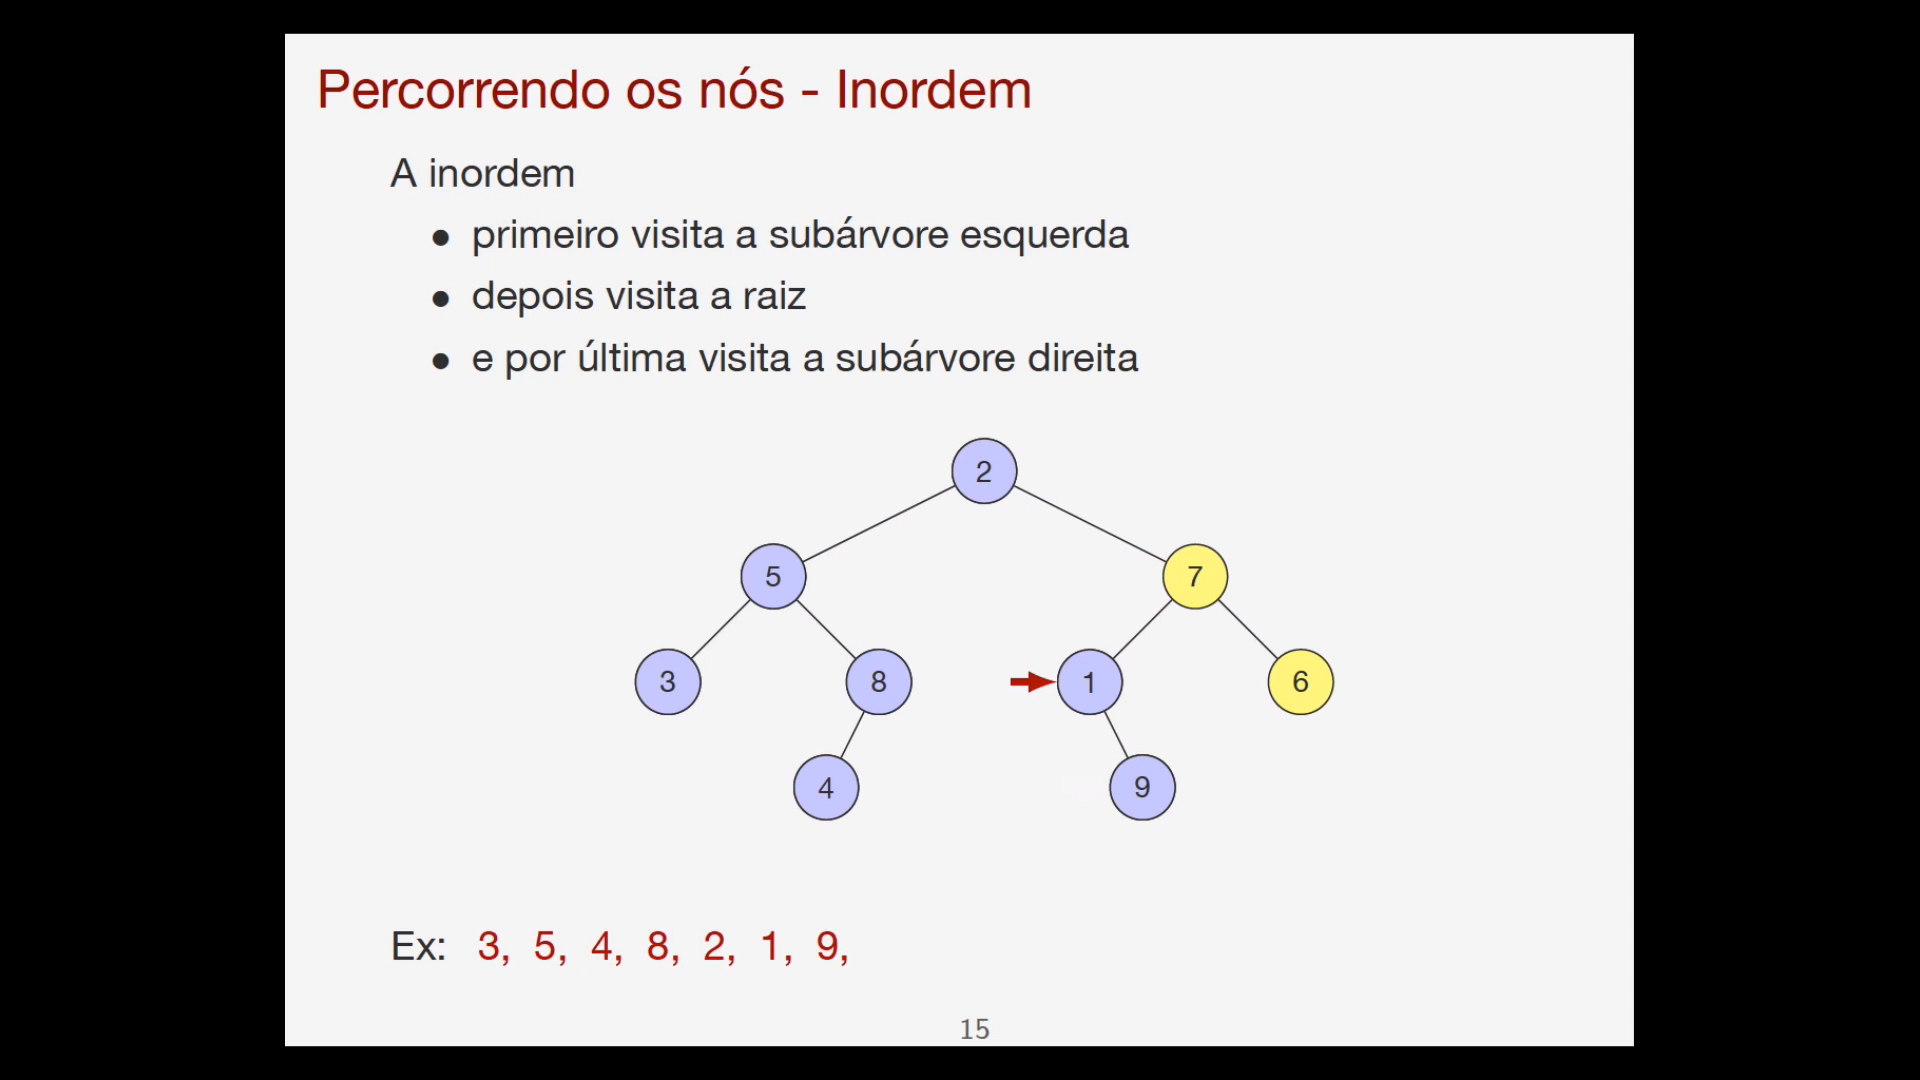 Percorrendo os nós - Inordem
A inordem
● primeiro visita a subárvore esquerda
● depois visita a raiz
● e por última visita a subárvore direita
2
5
7
3
8
1
6
4
9
Ex: 3, 5, 4, 8, 2, 1, 9,
15